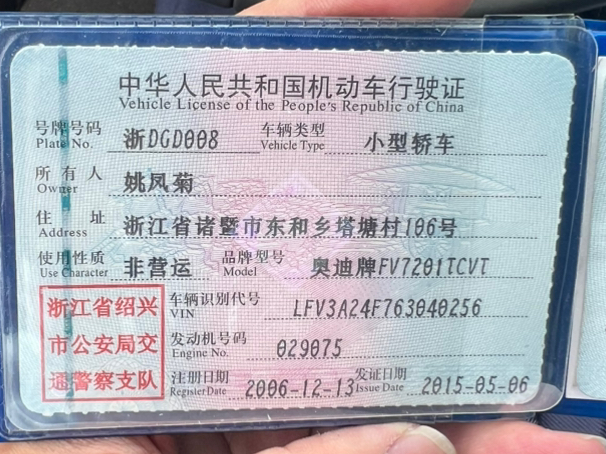 中华人民共和国机动车行驶证
Vehicle License of the People's Republic of China
号牌号码 浙DGD008 车辆类型 小型轿车
Plate No. Vehicle Type
所有人 姚凤菊
Owner
住址 浙江省诸暨市东和乡塔塘村106号
Address
使用性质 非营运 品牌型号 奥迪牌FV7201TCVT
Use Character Model
浙江省绍兴
市公安局交
通警察支队
车辆识别代号 LFV3A24F763040256
VIN
发动机号码 029075
Engine No.
注册日期 2006-12-13 发证日期 2015-05-06
Register Date Issue Date